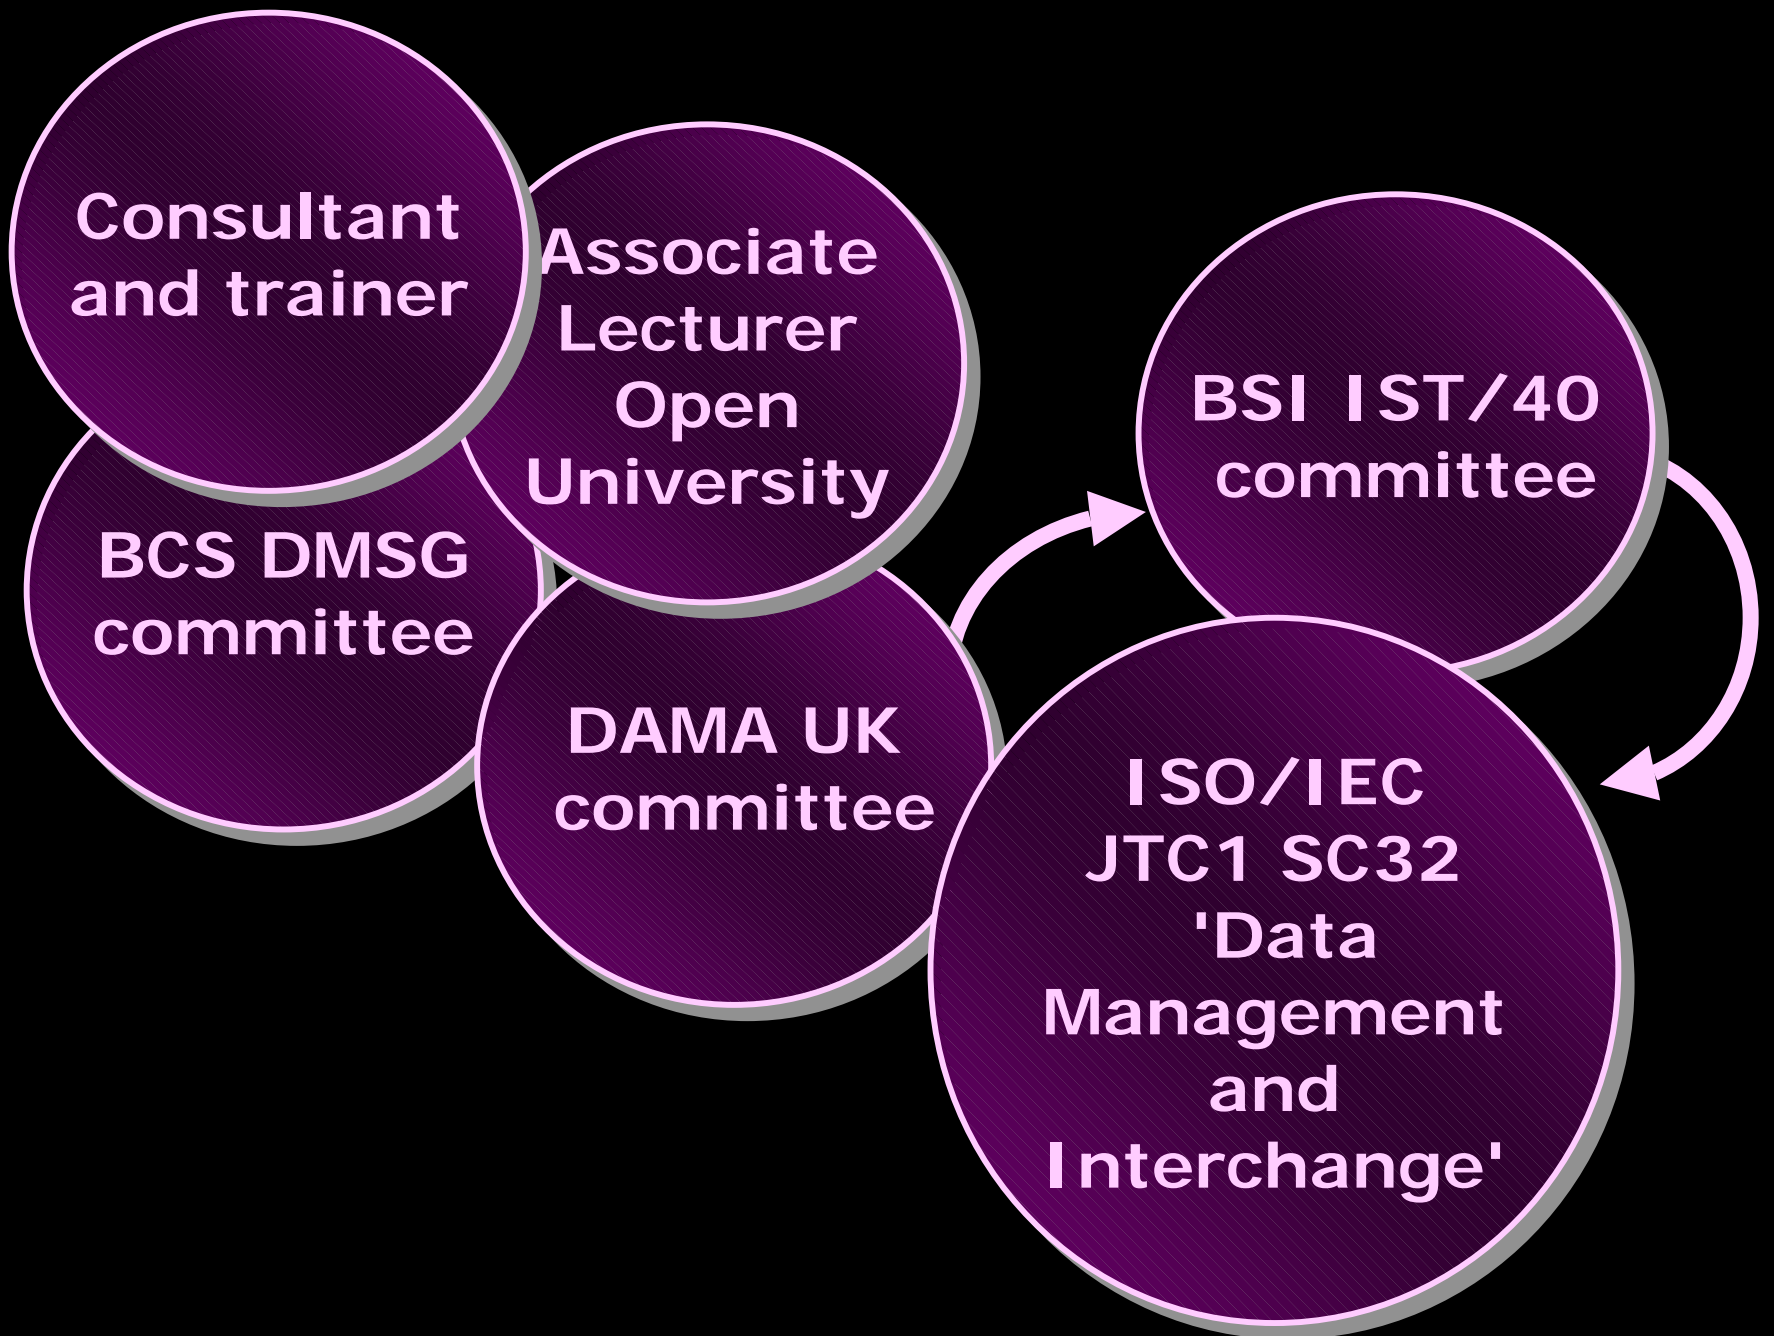 Consultant
and trainer
Associate
Lecturer
Open
University
BCS DMSG
committee
DAMA UK
committee
BSI IST/40
committee
ISO/IEC
JTC1 SC32
'Data
Management
and
Interchange'